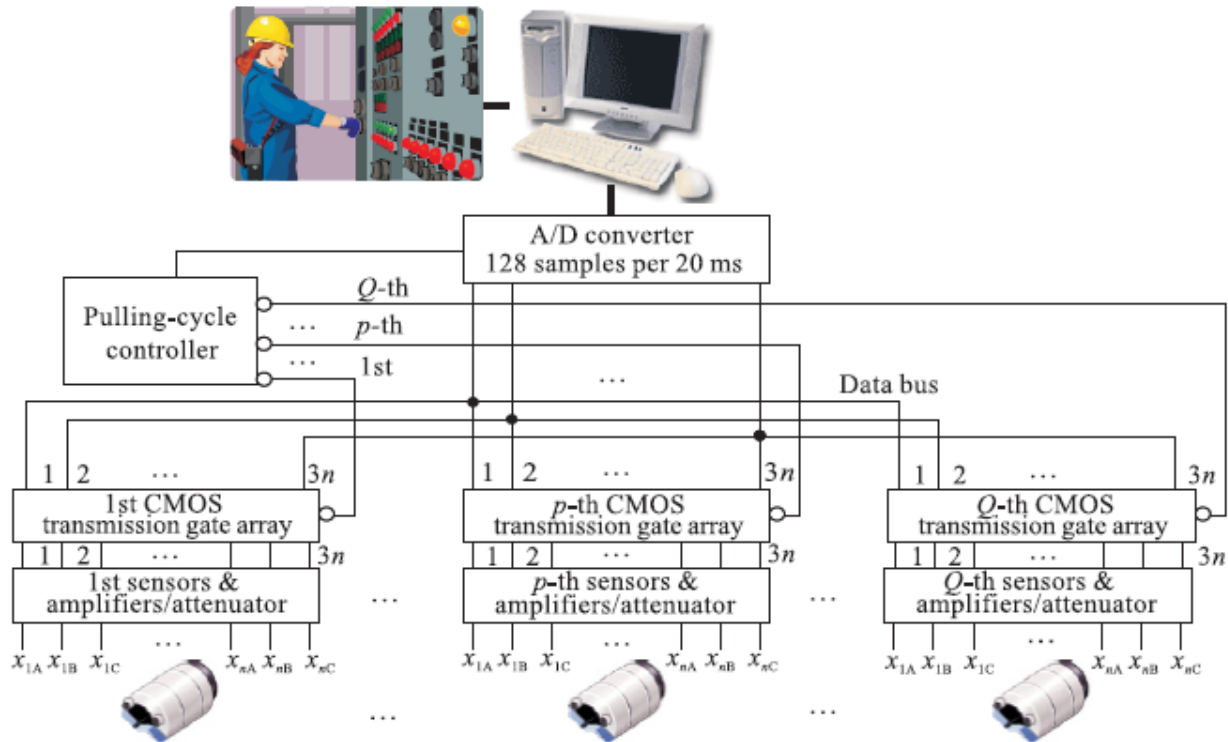 A/D converter
128 samples per 20 ms
Pulling-cycle
controller
Q-th
... p-th
... 1st
...
Data bus
1 2 ... 3n
1 2 ... 3n
1 2 ... 3n
1st CMOS
transmission gate array
p-th CMOS
transmission gate array
Q-th CMOS
transmission gate array
1 2 ... 3n
1 2 ... 3n
1 2 ... 3n
1st sensors &
amplifiers/attenuator
...
p-th sensors &
amplifiers/attenuator
...
Q-th sensors &
amplifiers/attenuator
...
...
...
x1A x1B x1C xnA xnB xnC
x1A x1B x1C xnA xnB xnC
x1A x1B x1C xnA xnB xnC
... ...